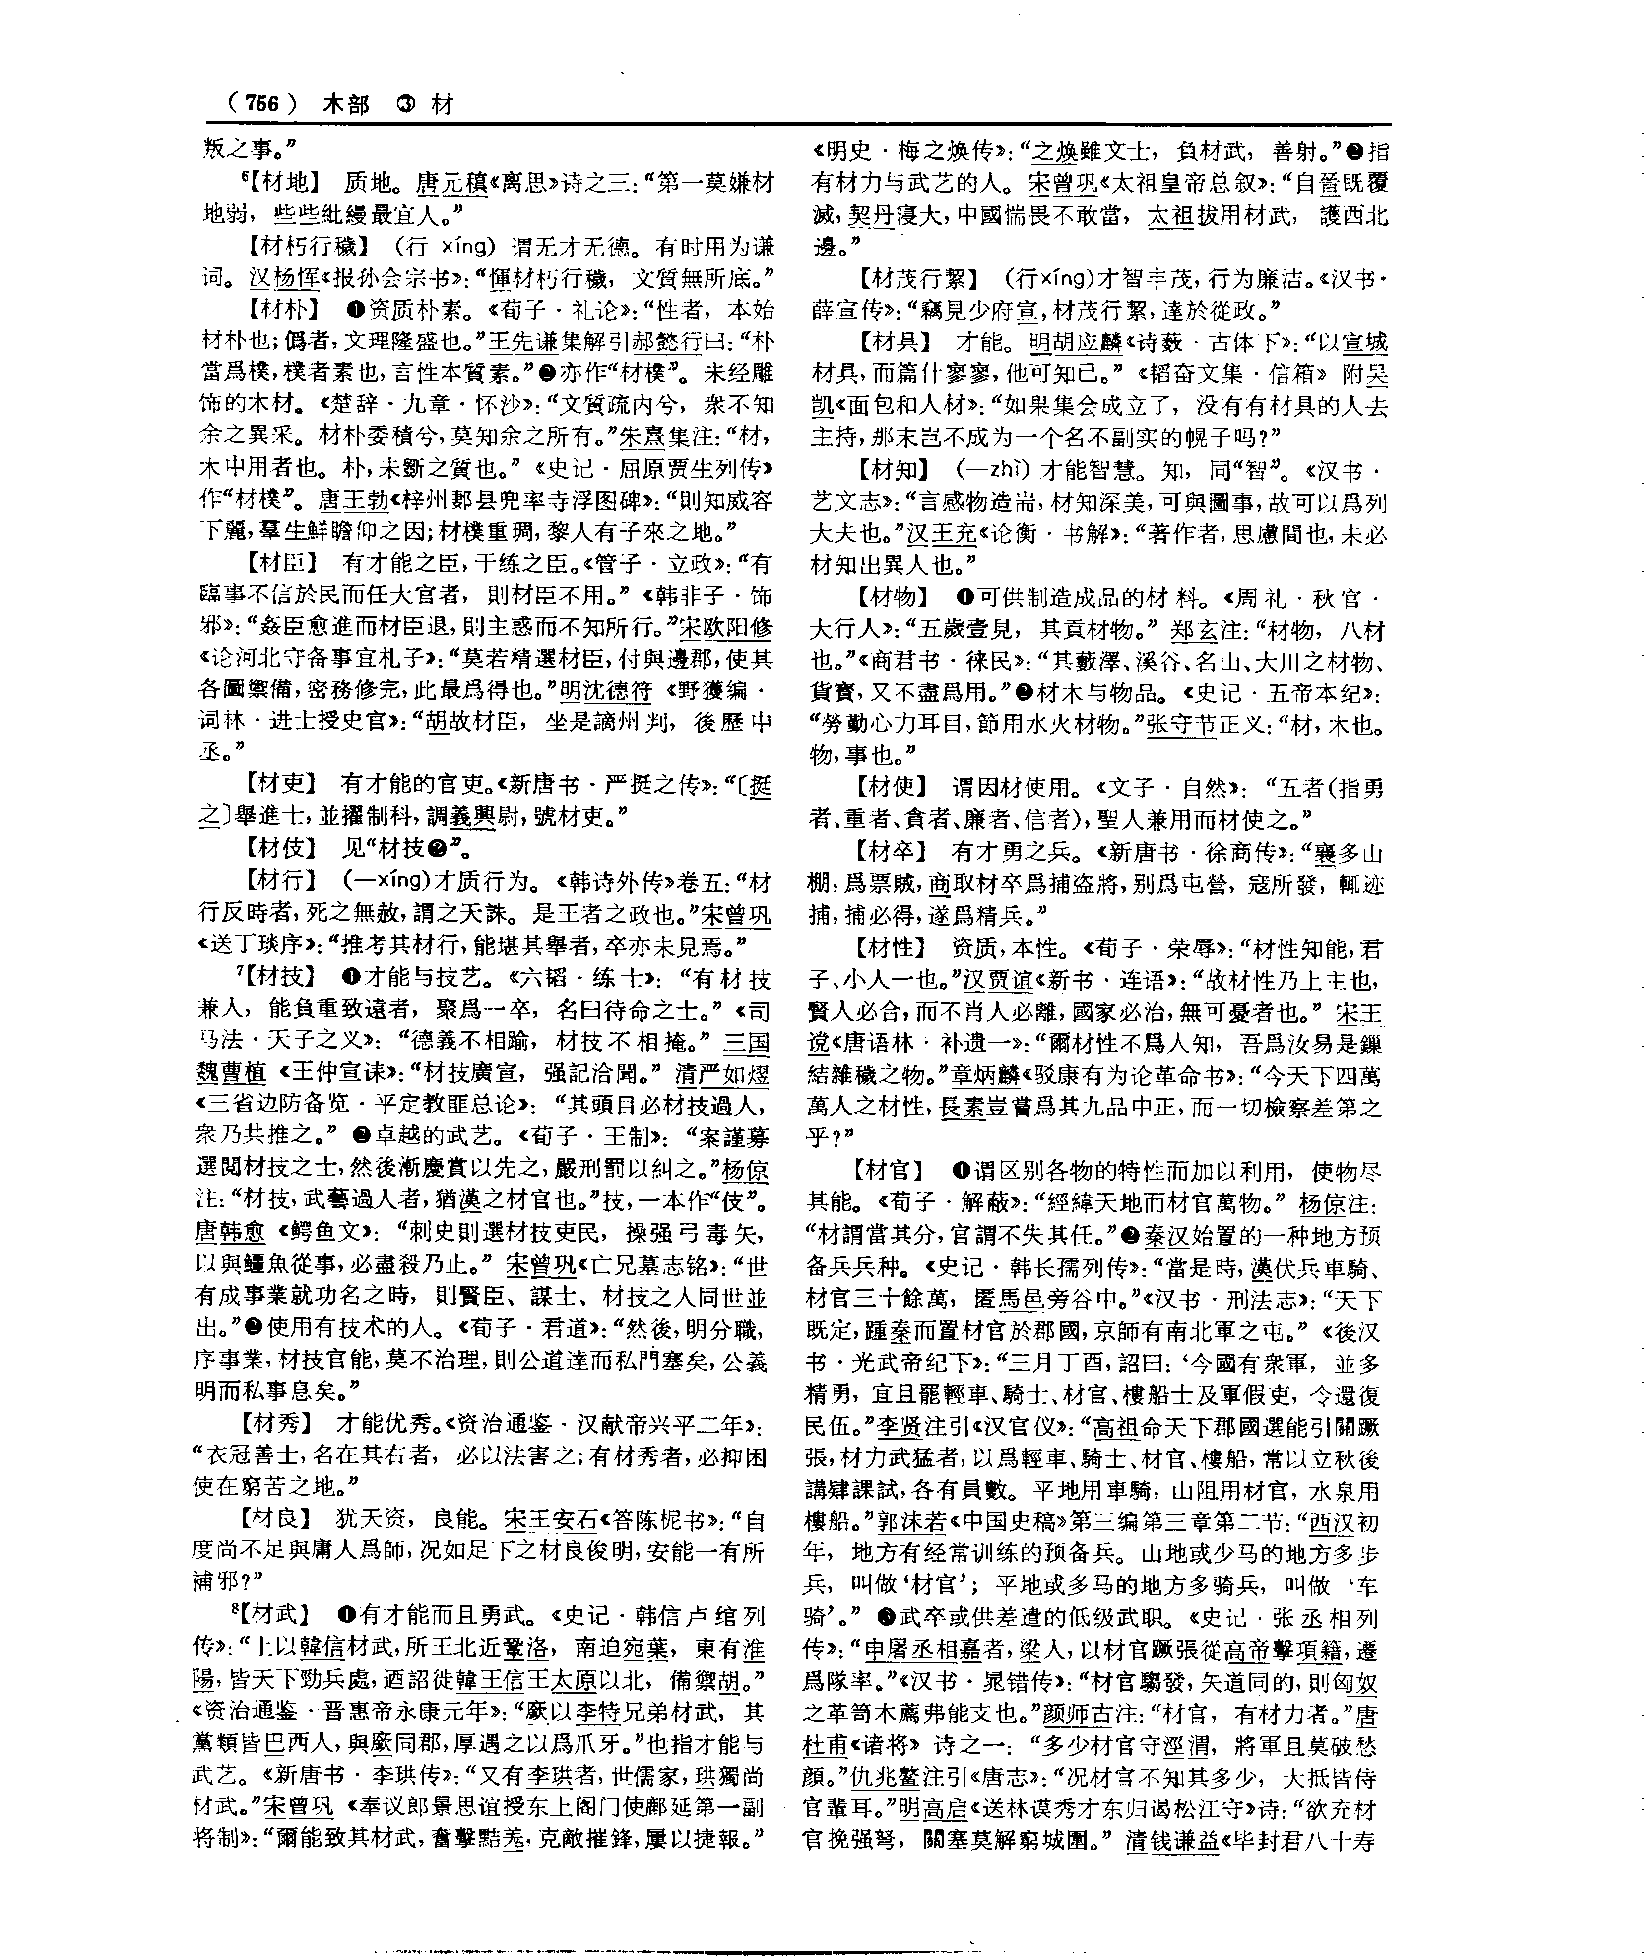 （756） 木部 ③ 材
叛之事。”
⁶【材地】 质地。唐元稹《离思》诗之三：“第一莫嫌材
地弱，些些紕縵最宜人。”
【材朽行穢】（行 xíng）谓无才无德。有时用为谦
词。汉杨恽《报孙会宗书》：“惲材朽行穢，文質無所底。”
【材朴】 ❶资质朴素。《荀子·礼论》：“性者，本始
材朴也；僞者，文理隆盛也。”王先谦集解引郝懿行曰：“朴
當爲樸，樸者素也，言性本質素。”❷亦作“材樸”。未经雕
饰的木材。《楚辞·九章·怀沙》：“文質疏内兮，衆不知
余之異采。材朴委積兮，莫知余之所有。”朱熹集注：“材，
木中用者也。朴，未斲之質也。”《史记·屈原贾生列传》
作“材樸”。唐王勃《梓州郪县兜率寺浮图碑》：“則知威容
下麗，羣生鮮瞻仰之因；材樸重琱，黎人有子來之地。”
【材臣】 有才能之臣，干练之臣。《管子·立政》：“有
臨事不信於民而任大官者，則材臣不用。”《韩非子·饰
邪》：“姦臣愈進而材臣退，則主惑而不知所行。”宋欧阳修
《论河北守备事宜札子》：“莫若精選材臣，付與邊郡，使其
各圖禦備，密務修完，此最爲得也。”明沈德符《野獲编·
词林·进士授史官》：“胡故材臣，坐是謫州判，後歷中
丞。”
【材吏】 有才能的官吏。《新唐书·严挺之传》：“〔挺
之〕舉進士，並擢制科，調義興尉，號材吏。”
【材伎】 见“材技❷”。
【材行】（—xíng）才质行为。《韩诗外传》卷五：“材
行反時者，死之無赦，謂之天誅。是王者之政也。”宋曾巩
《送丁琰序》：“推考其材行，能堪其舉者，卒亦未見焉。”
⁷【材技】 ❶才能与技艺。《六韬·练士》：“有材技
兼人，能負重致遠者，聚爲一卒，名曰待命之士。”《司
马法·天子之义》：“德義不相踰，材技不相掩。”三国
魏曹植《王仲宣诔》：“材技廣宣，强記洽聞。”清严如熤
《三省边防备览·平定教匪总论》：“其頭目必材技過人，
衆乃共推之。”❷卓越的武艺。《荀子·王制》：“案謹募
選閱材技之士，然後漸慶賞以先之，嚴刑罰以糾之。”杨倞
注：“材技，武藝過人者，猶漢之材官也。”技，一本作“伎”。
唐韩愈《鳄鱼文》：“刺史則選材技吏民，操强弓毒矢，
以與鱷魚從事，必盡殺乃止。”宋曾巩《亡兄墓志铭》：“世
有成事業就功名之時，則賢臣、謀士、材技之人同世並
出。”❸使用有技术的人。《荀子·君道》：“然後，明分職，
序事業，材技官能，莫不治理，則公道達而私門塞矣，公義
明而私事息矣。”
【材秀】 才能优秀。《资治通鉴·汉献帝兴平二年》：
“衣冠善士，名在其右者，必以法害之；有材秀者，必抑困
使在窮苦之地。”
【材良】 犹天资，良能。宋王安石《答陈柅书》：“自
度尚不足與庸人爲師，况如足下之材良俊明，安能一有所
補邪？”
⁸【材武】 ❶有才能而且勇武。《史记·韩信卢绾列
传》：“上以韓信材武，所王北近鞏洛，南迫宛葉，東有淮
陽，皆天下勁兵處，迺詔徙韓王信王太原以北，備禦胡。”
《资治通鉴·晋惠帝永康元年》：“廞以李特兄弟材武，其
黨類皆巴西人，與廞同郡，厚遇之以爲爪牙。”也指才能与
武艺。《新唐书·李珙传》：“又有李珙者，世儒家，珙獨尚
材武。”宋曾巩《奉议郎景思谊授东上阁门使鄜延第一副
将制》：“爾能致其材武，奮擊黠羌，克敵摧鋒，屢以捷報。”
《明史·梅之焕传》：“之焕雖文士，負材武，善射。”❷指
有材力与武艺的人。宋曾巩《太祖皇帝总叙》：“自晉既覆
滅，契丹寖大，中國惴畏不敢當，太祖拔用材武，護西北
邊。”
【材茂行絜】（行xíng）才智丰茂，行为廉洁。《汉书·
薛宣传》：“竊見少府宣，材茂行絜，達於從政。”
【材具】 才能。明胡应麟《诗薮·古体下》：“以宣城
材具，而篇什寥寥，他可知已。”《韬奋文集·信箱》附吴
凯《面包和人材》：“如果集会成立了，没有有材具的人去
主持，那末岂不成为一个名不副实的幌子吗？”
【材知】（—zhì）才能智慧。知，同“智”。《汉书·
艺文志》：“言感物造耑，材知深美，可與圖事，故可以爲列
大夫也。”汉王充《论衡·书解》：“著作者，思慮間也，未必
材知出異人也。”
【材物】 ❶可供制造成品的材料。《周礼·秋官·
大行人》：“五歲壹見，其貢材物。”郑玄注：“材物，八材
也。”《商君书·徕民》：“其藪澤、溪谷、名山、大川之材物、
貨寶，又不盡爲用。”❷材木与物品。《史记·五帝本纪》：
“勞勤心力耳目，節用水火材物。”张守节正义：“材，木也。
物，事也。”
【材使】 谓因材使用。《文子·自然》：“五者（指勇
者、重者、貪者、廉者、信者），聖人兼用而材使之。”
【材卒】 有才勇之兵。《新唐书·徐商传》：“襄多山
棚，爲票賊，商取材卒爲捕盗將，别爲屯營，寇所發，輒迹
捕，捕必得，遂爲精兵。”
【材性】 资质，本性。《荀子·荣辱》：“材性知能，君
子、小人一也。”汉贾谊《新书·连语》：“故材性乃上主也，
賢人必合，而不肖人必離，國家必治，無可憂者也。”宋王
谠《唐语林·补遗一》：“爾材性不爲人知，吾爲汝易是鏁
結雜穢之物。”章炳麟《驳康有为论革命书》：“今天下四萬
萬人之材性，長素豈嘗爲其九品中正，而一切檢察差第之
乎？”
【材官】 ❶谓区别各物的特性而加以利用，使物尽
其能。《荀子·解蔽》：“經緯天地而材官萬物。”杨倞注：
“材謂當其分，官謂不失其任。”❷秦汉始置的一种地方预
备兵兵种。《史记·韩长孺列传》：“當是時，漢伏兵車騎、
材官三十餘萬，匿馬邑旁谷中。”《汉书·刑法志》：“天下
既定，踵秦而置材官於郡國，京師有南北軍之屯。”《後汉
书·光武帝纪下》：“三月丁酉，詔曰：‘今國有衆軍，並多
精勇，宜且罷輕車、騎士、材官、樓船士及軍假吏，令還復
民伍。”李贤注引《汉官仪》：“高祖命天下郡國選能引關蹶
張，材力武猛者，以爲輕車、騎士、材官、樓船，常以立秋後
講肄課試，各有員數。平地用車騎，山阻用材官，水泉用
樓船。”郭沫若《中国史稿》第三编第三章第二节：“西汉初
年，地方有经常训练的预备兵。山地或少马的地方多步
兵，叫做‘材官’；平地或多马的地方多骑兵，叫做‘车
骑’。”❸武卒或供差遣的低级武职。《史记·张丞相列
传》：“申屠丞相嘉者，梁人，以材官蹶張從高帝擊項籍，遷
爲隊率。”《汉书·晁错传》：“材官騶發，矢道同的，則匈奴
之革笥木薦弗能支也。”颜师古注：“材官，有材力者。”唐
杜甫《诸将》诗之一：“多少材官守涇渭，將軍且莫破愁
顔。”仇兆鳌注引《唐志》：“况材官不知其多少，大抵皆侍
官輩耳。”明高启《送林谟秀才东归谒松江守》诗：“欲充材
官挽强弩，關塞莫解窮城圍。”清钱谦益《毕封君八十寿